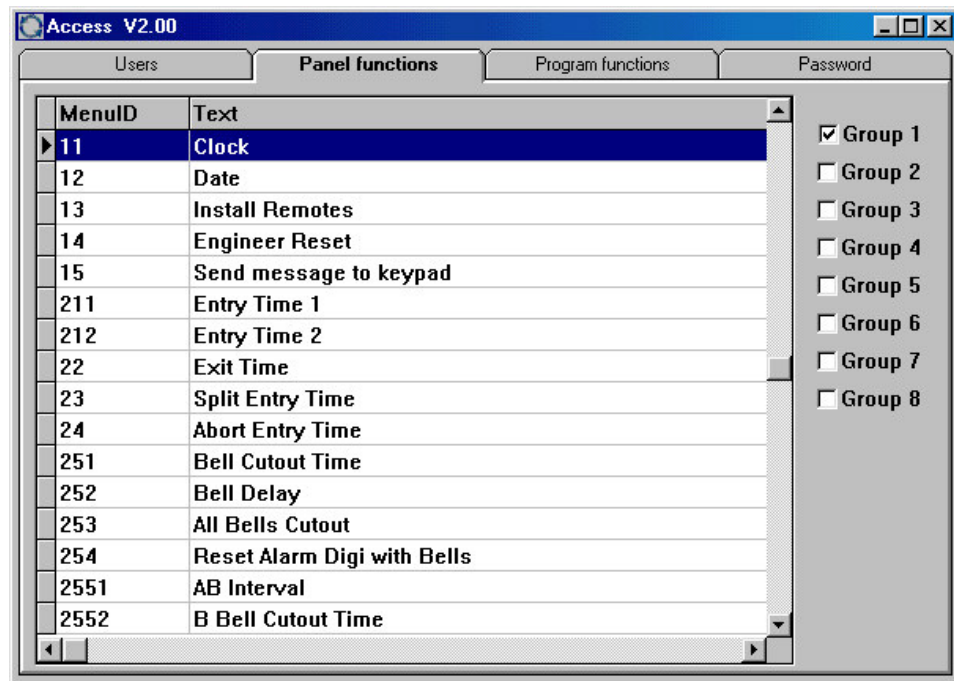 Access V2.00
Users Panel functions Program functions Password
MenuID Text
11 Clock
12 Date
13 Install Remotes
14 Engineer Reset
15 Send message to keypad
211 Entry Time 1
212 Entry Time 2
22 Exit Time
23 Split Entry Time
24 Abort Entry Time
251 Bell Cutout Time
252 Bell Delay
253 All Bells Cutout
254 Reset Alarm Digi with Bells
2551 AB Interval
2552 B Bell Cutout Time
Group 1
Group 2
Group 3
Group 4
Group 5
Group 6
Group 7
Group 8